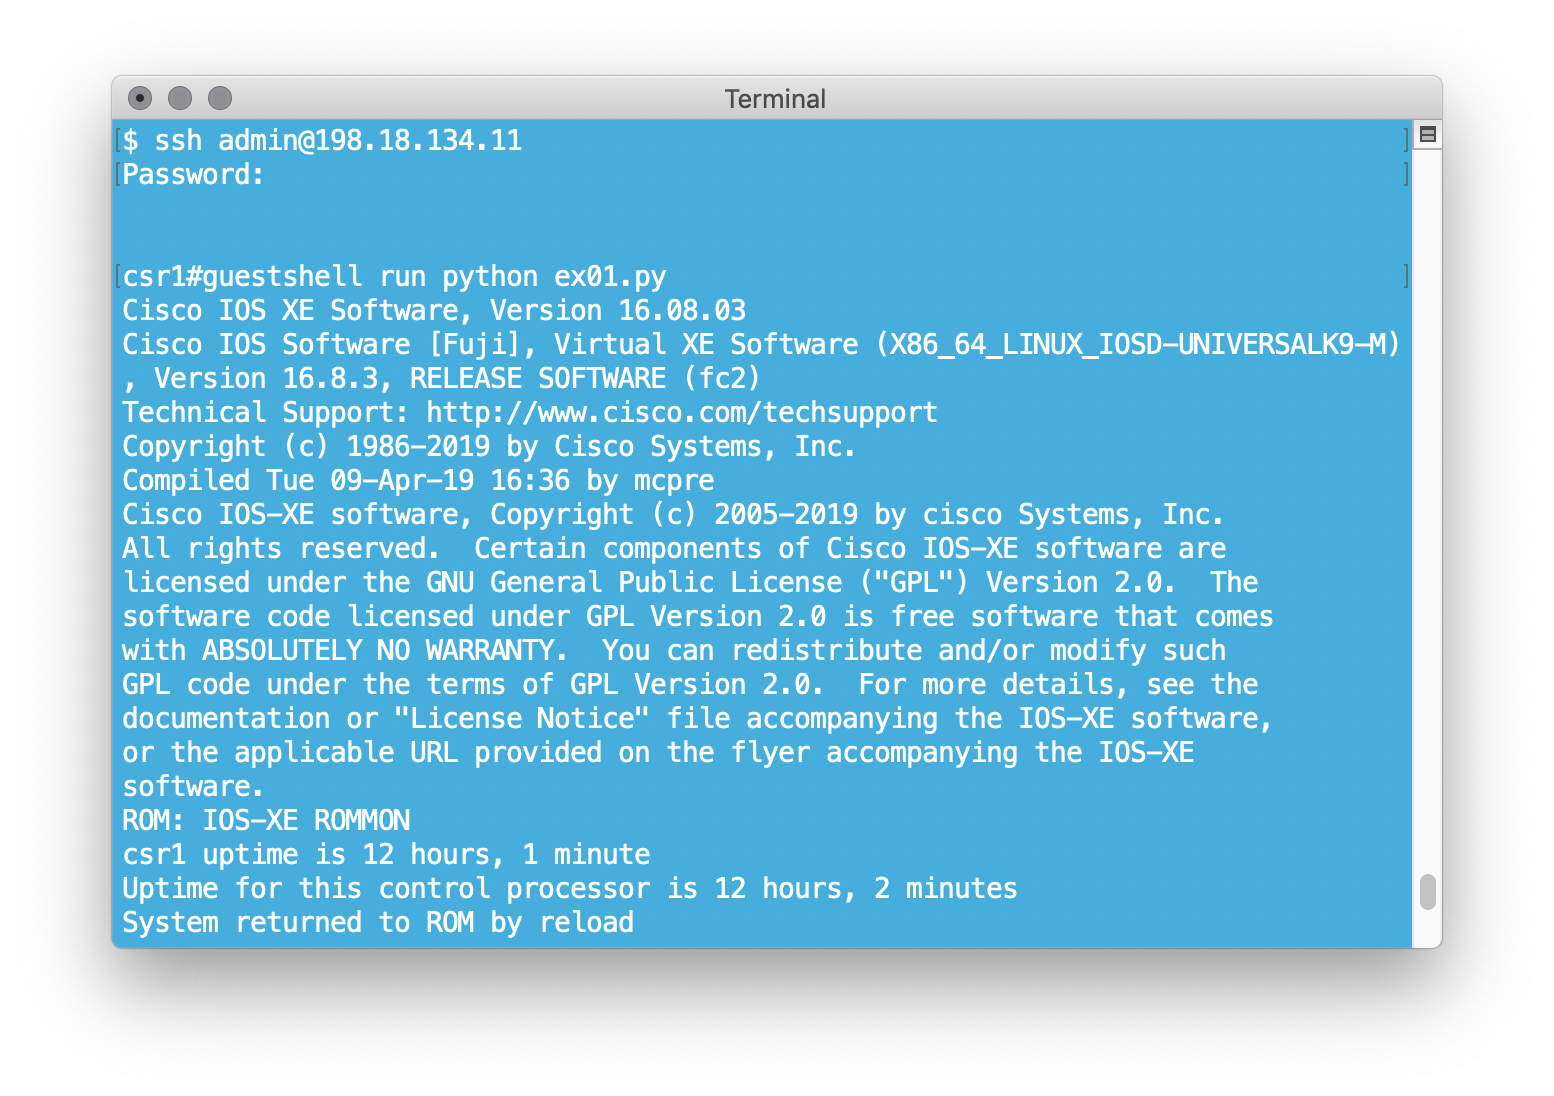 Terminal
$ ssh admin@198.18.134.11
Password:
csr1#guestshell run python ex01.py
Cisco IOS XE Software, Version 16.08.03
Cisco IOS Software [Fuji], Virtual XE Software (X86_64_LINUX_IOSD-UNIVERSALK9-M)
, Version 16.8.3, RELEASE SOFTWARE (fc2)
Technical Support: http://www.cisco.com/techsupport
Copyright (c) 1986-2019 by Cisco Systems, Inc.
Compiled Tue 09-Apr-19 16:36 by mcpre
Cisco IOS-XE software, Copyright (c) 2005-2019 by cisco Systems, Inc.
All rights reserved.  Certain components of Cisco IOS-XE software are
licensed under the GNU General Public License ("GPL") Version 2.0.  The
software code licensed under GPL Version 2.0 is free software that comes
with ABSOLUTELY NO WARRANTY.  You can redistribute and/or modify such
GPL code under the terms of GPL Version 2.0.  For more details, see the
documentation or "License Notice" file accompanying the IOS-XE software,
or the applicable URL provided on the flyer accompanying the IOS-XE
software.
ROM: IOS-XE ROMMON
csr1 uptime is 12 hours, 1 minute
Uptime for this control processor is 12 hours, 2 minutes
System returned to ROM by reload